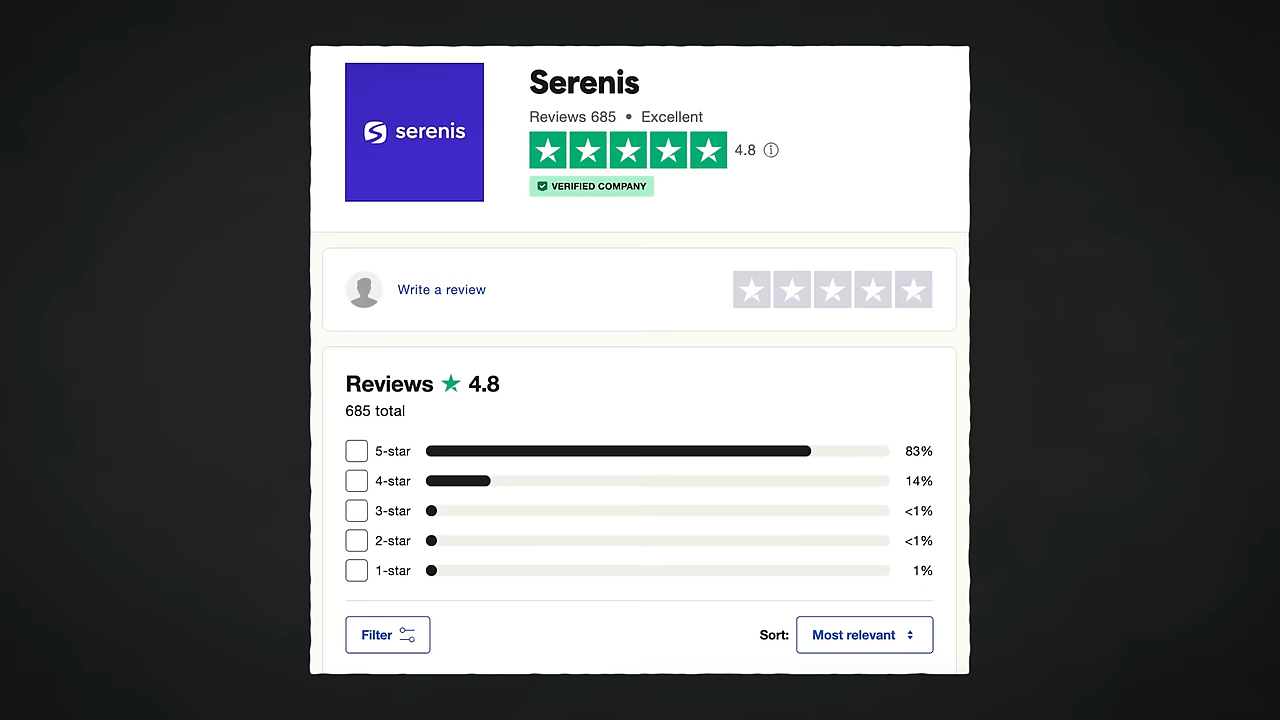 serenis
Serenis
Reviews 685 • Excellent
4.8
VERIFIED COMPANY
Write a review
Reviews ★ 4.8
685 total
5-star 83%
4-star 14%
3-star <1%
2-star <1%
1-star 1%
Filter
Sort: Most relevant